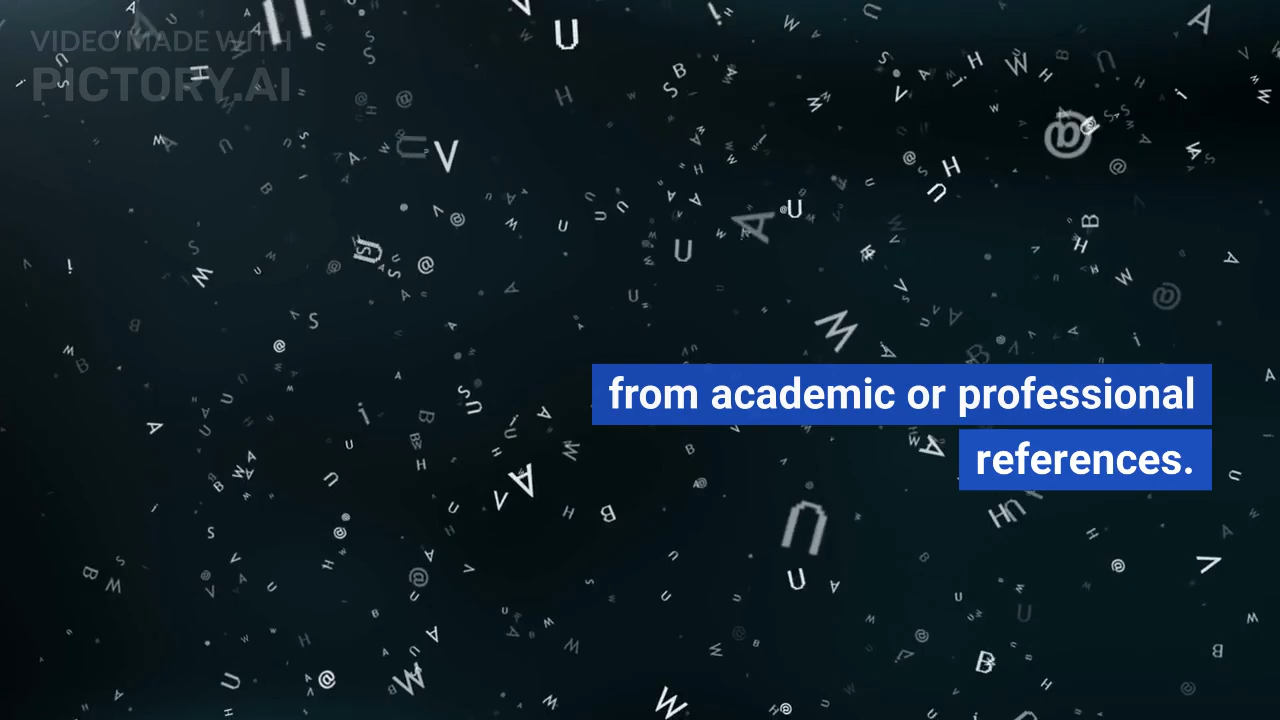 VIDEO MADE WITH
PICTORY.AI
from academic or professional
references.